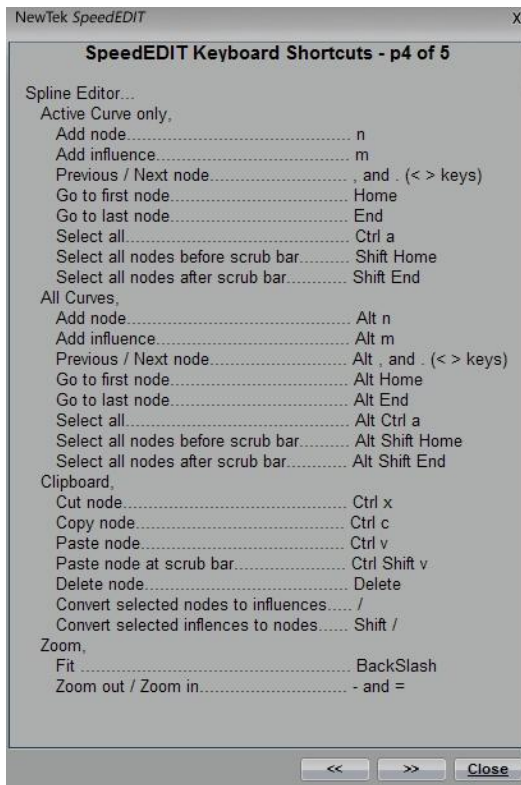 NewTek SpeedEDIT X
SpeedEDIT Keyboard Shortcuts - p4 of 5
Spline Editor...
Active Curve only,
Add node........................ n
Add influence........................ m
Previous / Next node........................ , and . (< > keys)
Go to first node........................ Home
Go to last node........................ End
Select all........................ Ctrl a
Select all nodes before scrub bar.......... Shift Home
Select all nodes after scrub bar............. Shift End
All Curves,
Add node........................ Alt n
Add influence........................ Alt m
Previous / Next node........................ Alt , and . (< > keys)
Go to first node........................ Alt Home
Go to last node........................ Alt End
Select all........................ Alt Ctrl a
Select all nodes before scrub bar.......... Alt Shift Home
Select all nodes after scrub bar............. Alt Shift End
Clipboard,
Cut node........................ Ctrl x
Copy node........................ Ctrl c
Paste node........................ Ctrl v
Paste node at scrub bar........................ Ctrl Shift v
Delete node........................ Delete
Convert selected nodes to influences..... /
Convert selected inflences to nodes...... Shift /
Zoom,
Fit ........................ BackSlash
Zoom out / Zoom in........................ - and =
<< >> Close